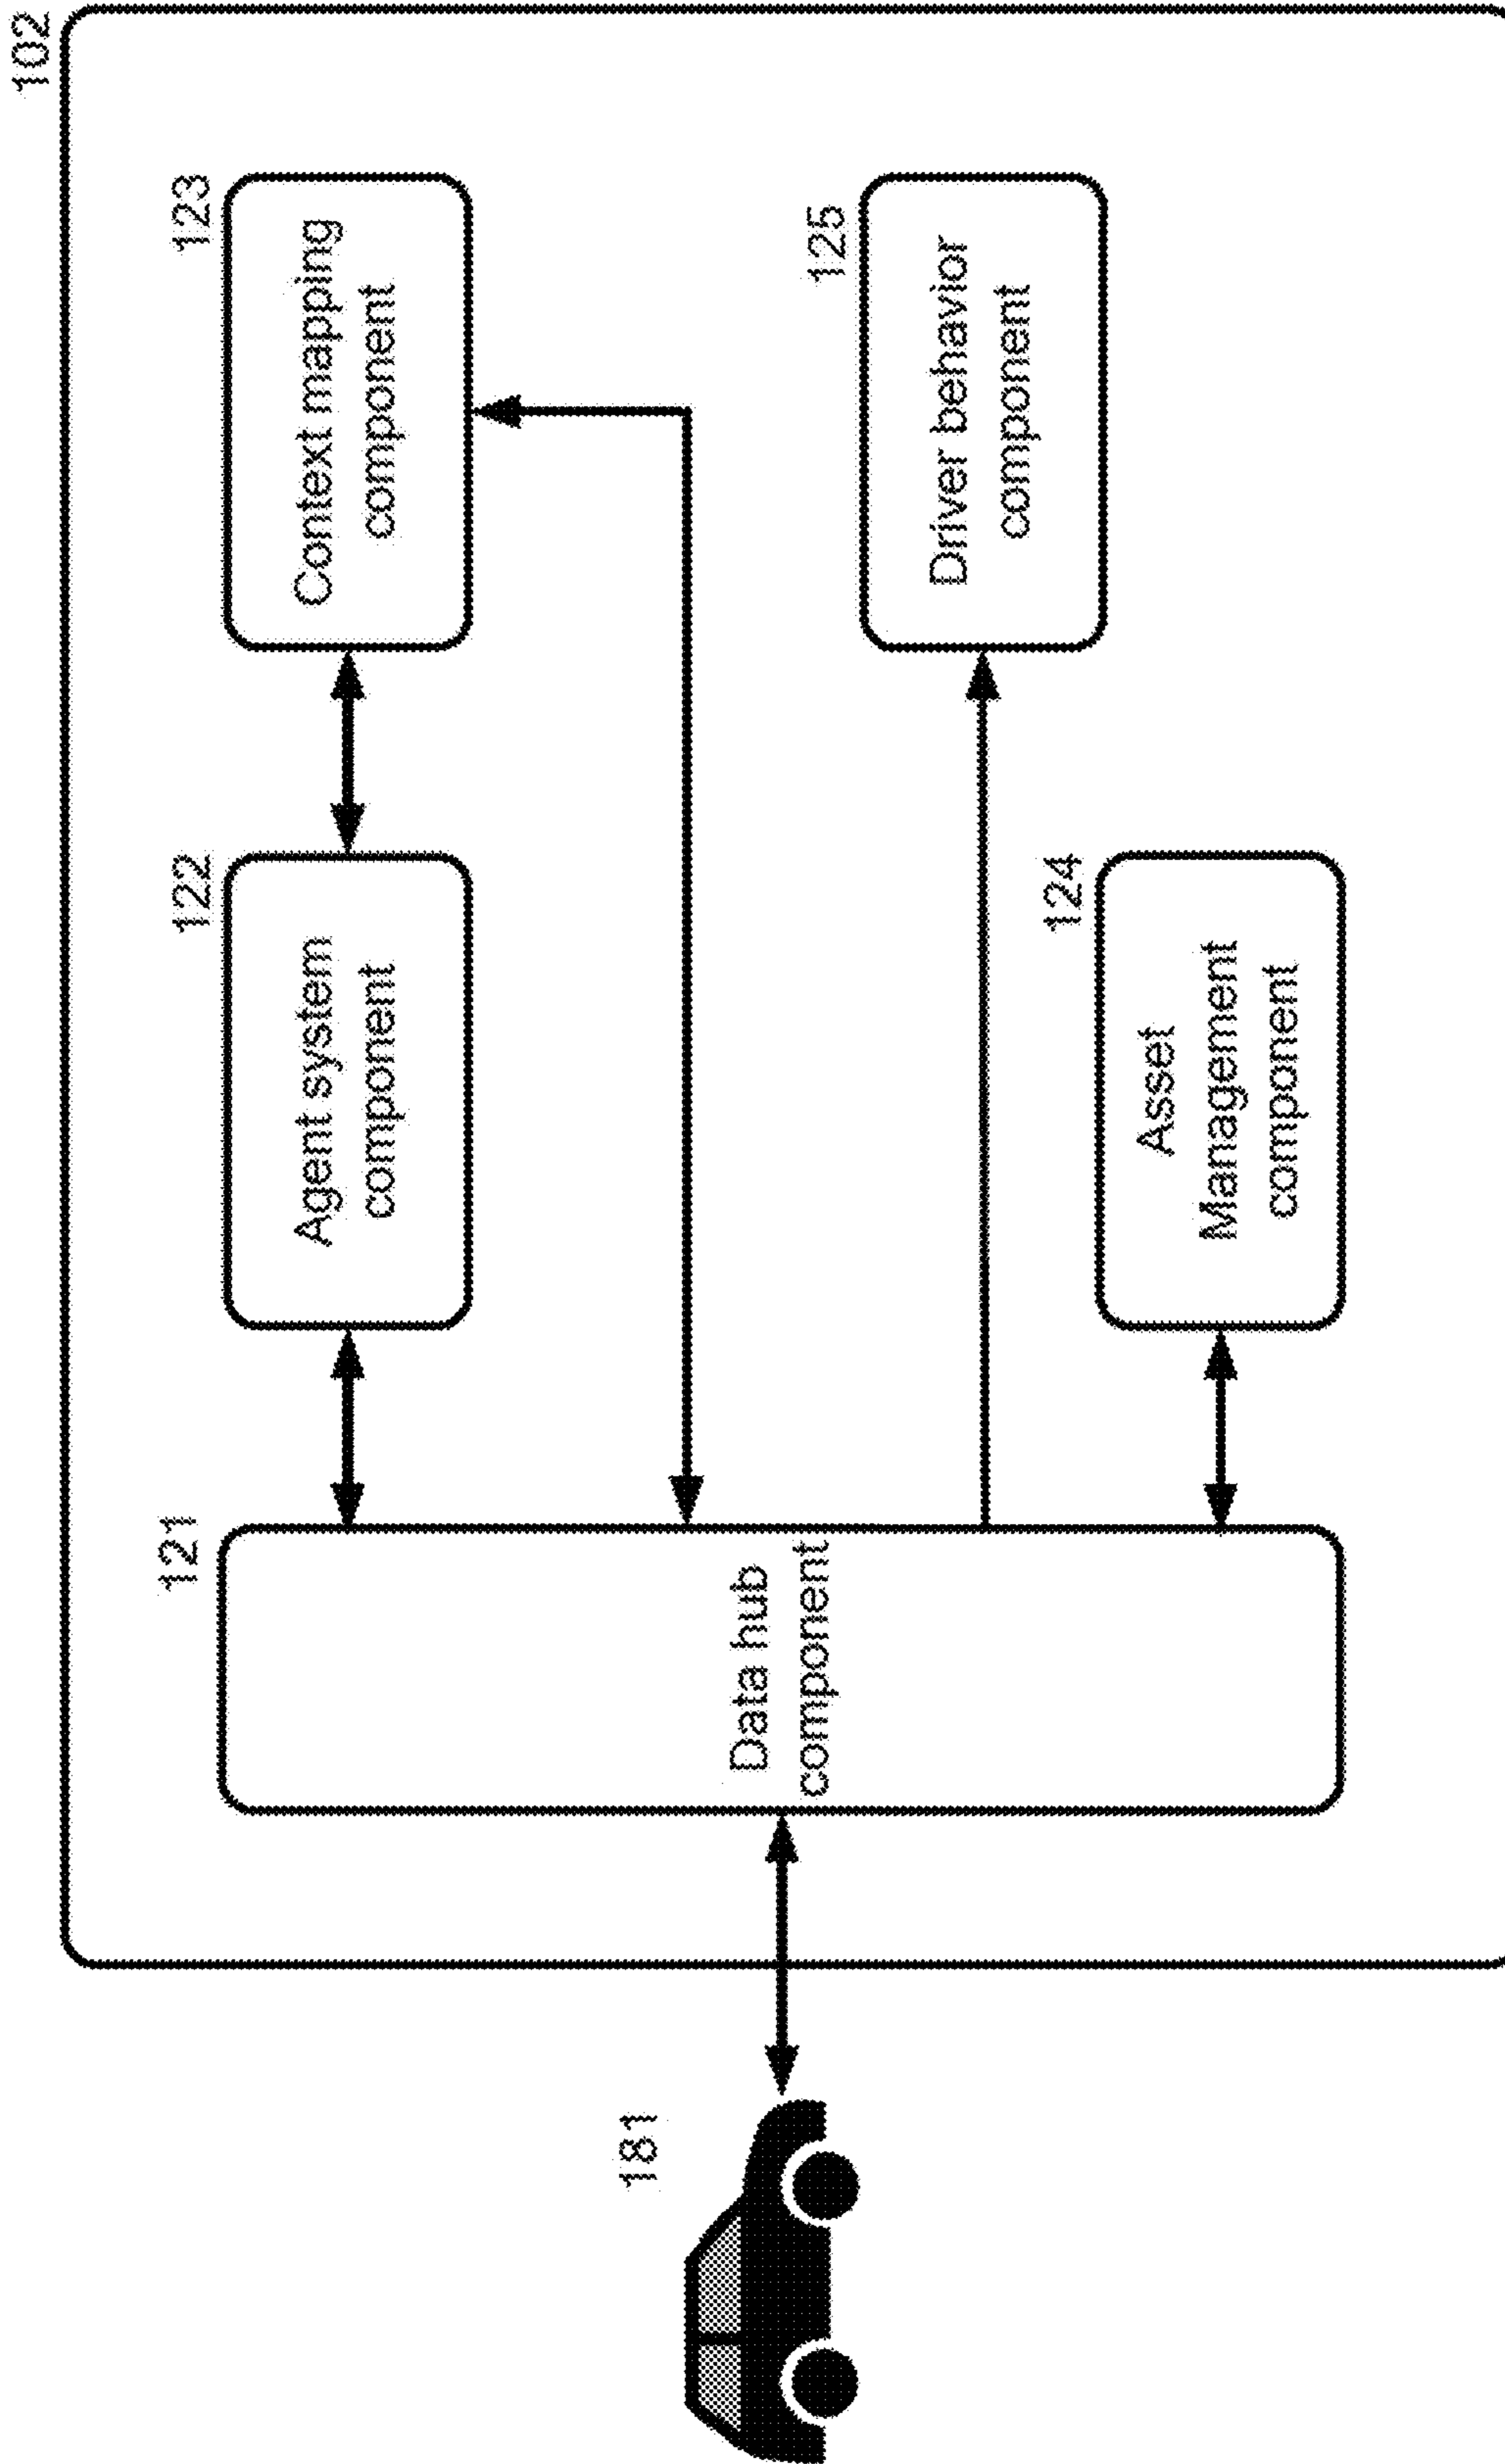 102
121
122
123
Agent system
component
Context mapping
component
181
Data hub
component
125
Driver behavior
component
124
Asset
Management
component